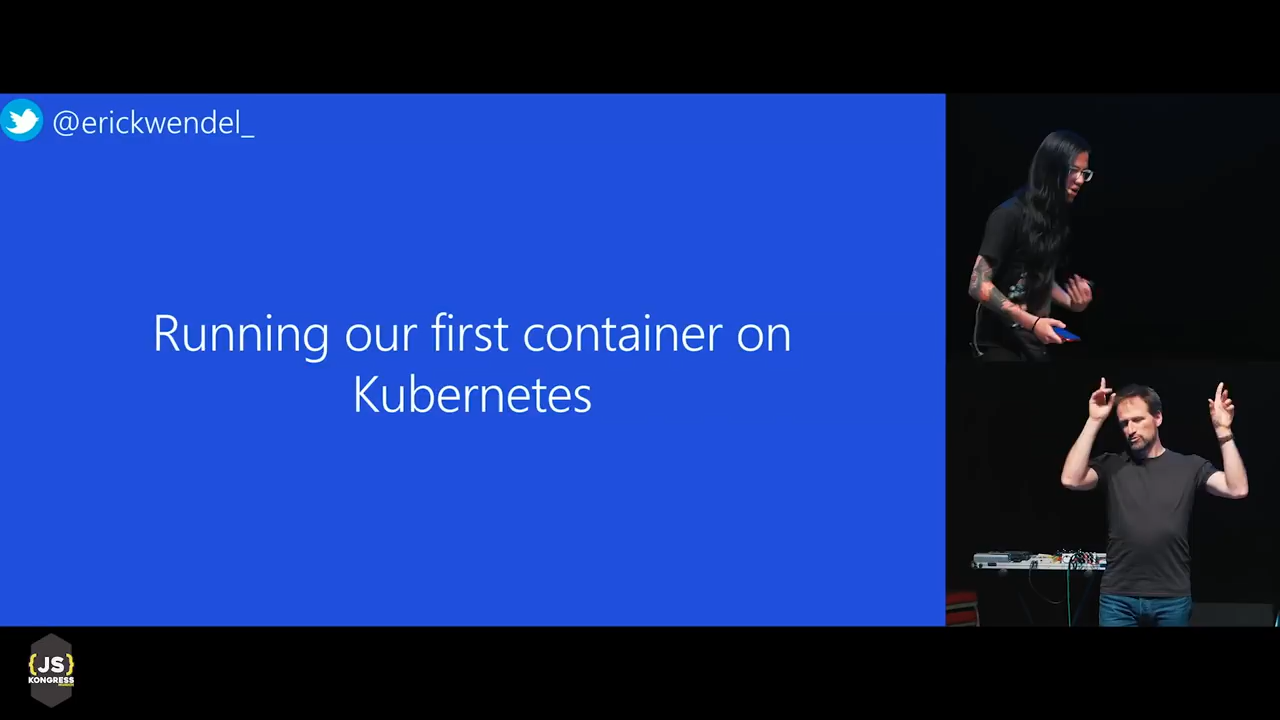 @erickwendel_
Running our first container on
Kubernetes
{JS}
KONGRESS